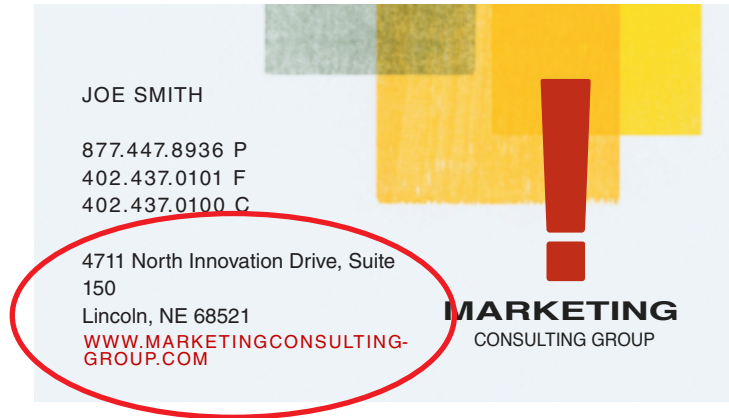 JOE SMITH
877.447.8936 P
402.437.0101 F
402.437.0100 C
4711 North Innovation Drive, Suite
150
Lincoln, NE 68521
WWW.MARKETINGCONSULTING-
GROUP.COM
MARKETING
CONSULTING GROUP